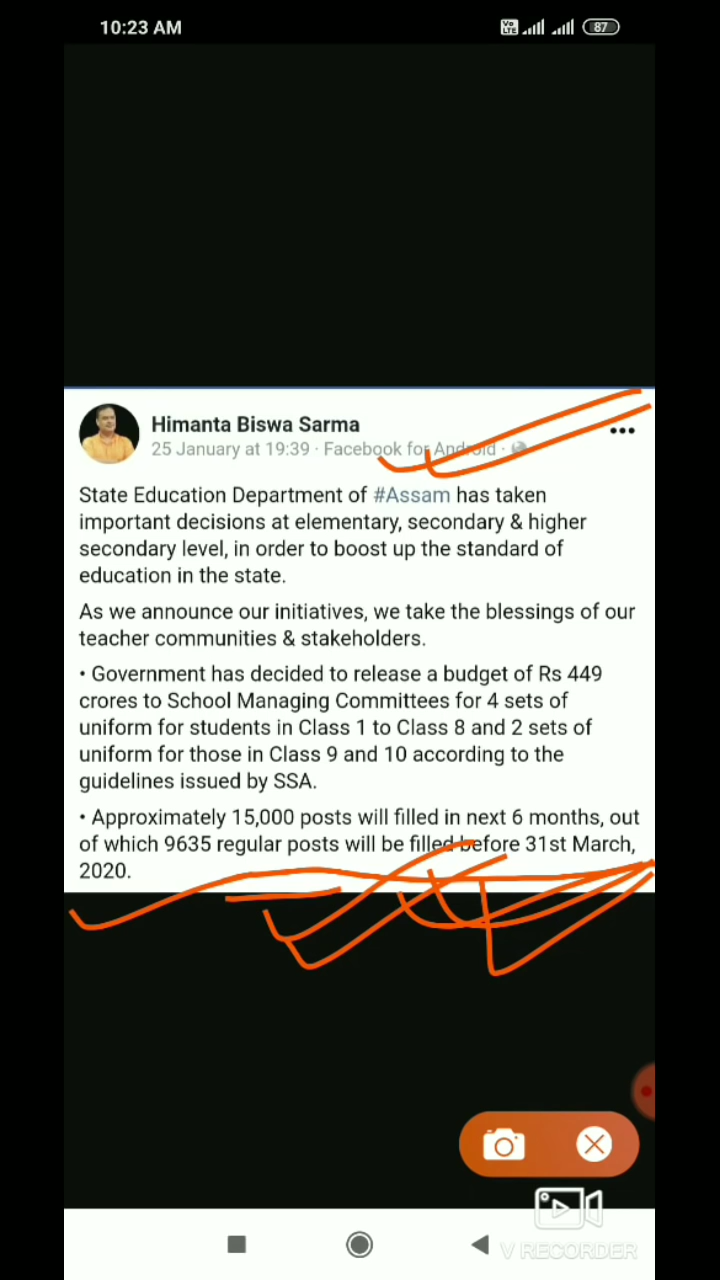 10:23 AM
Vo LTE
87
Himanta Biswa Sarma
25 January at 19:39 · Facebook for Android ·
State Education Department of #Assam has taken
important decisions at elementary, secondary & higher
secondary level, in order to boost up the standard of
education in the state.
As we announce our initiatives, we take the blessings of our
teacher communities & stakeholders.
• Government has decided to release a budget of Rs 449
crores to School Managing Committees for 4 sets of
uniform for students in Class 1 to Class 8 and 2 sets of
uniform for those in Class 9 and 10 according to the
guidelines issued by SSA.
• Approximately 15,000 posts will filled in next 6 months, out
of which 9635 regular posts will be filled before 31st March,
2020.
V RECORDER